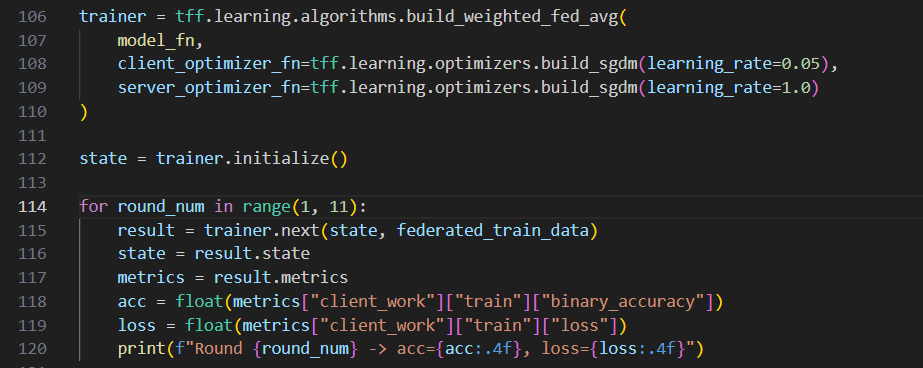 106 trainer = tff.learning.algorithms.build_weighted_fed_avg(
107     model_fn,
108     client_optimizer_fn=tff.learning.optimizers.build_sgdm(learning_rate=0.05),
109     server_optimizer_fn=tff.learning.optimizers.build_sgdm(learning_rate=1.0)
110 )
111
112 state = trainer.initialize()
113
114 for round_num in range(1, 11):
115     result = trainer.next(state, federated_train_data)
116     state = result.state
117     metrics = result.metrics
118     acc = float(metrics["client_work"]["train"]["binary_accuracy"])
119     loss = float(metrics["client_work"]["train"]["loss"])
120     print(f"Round {round_num} -> acc={acc:.4f}, loss={loss:.4f}")